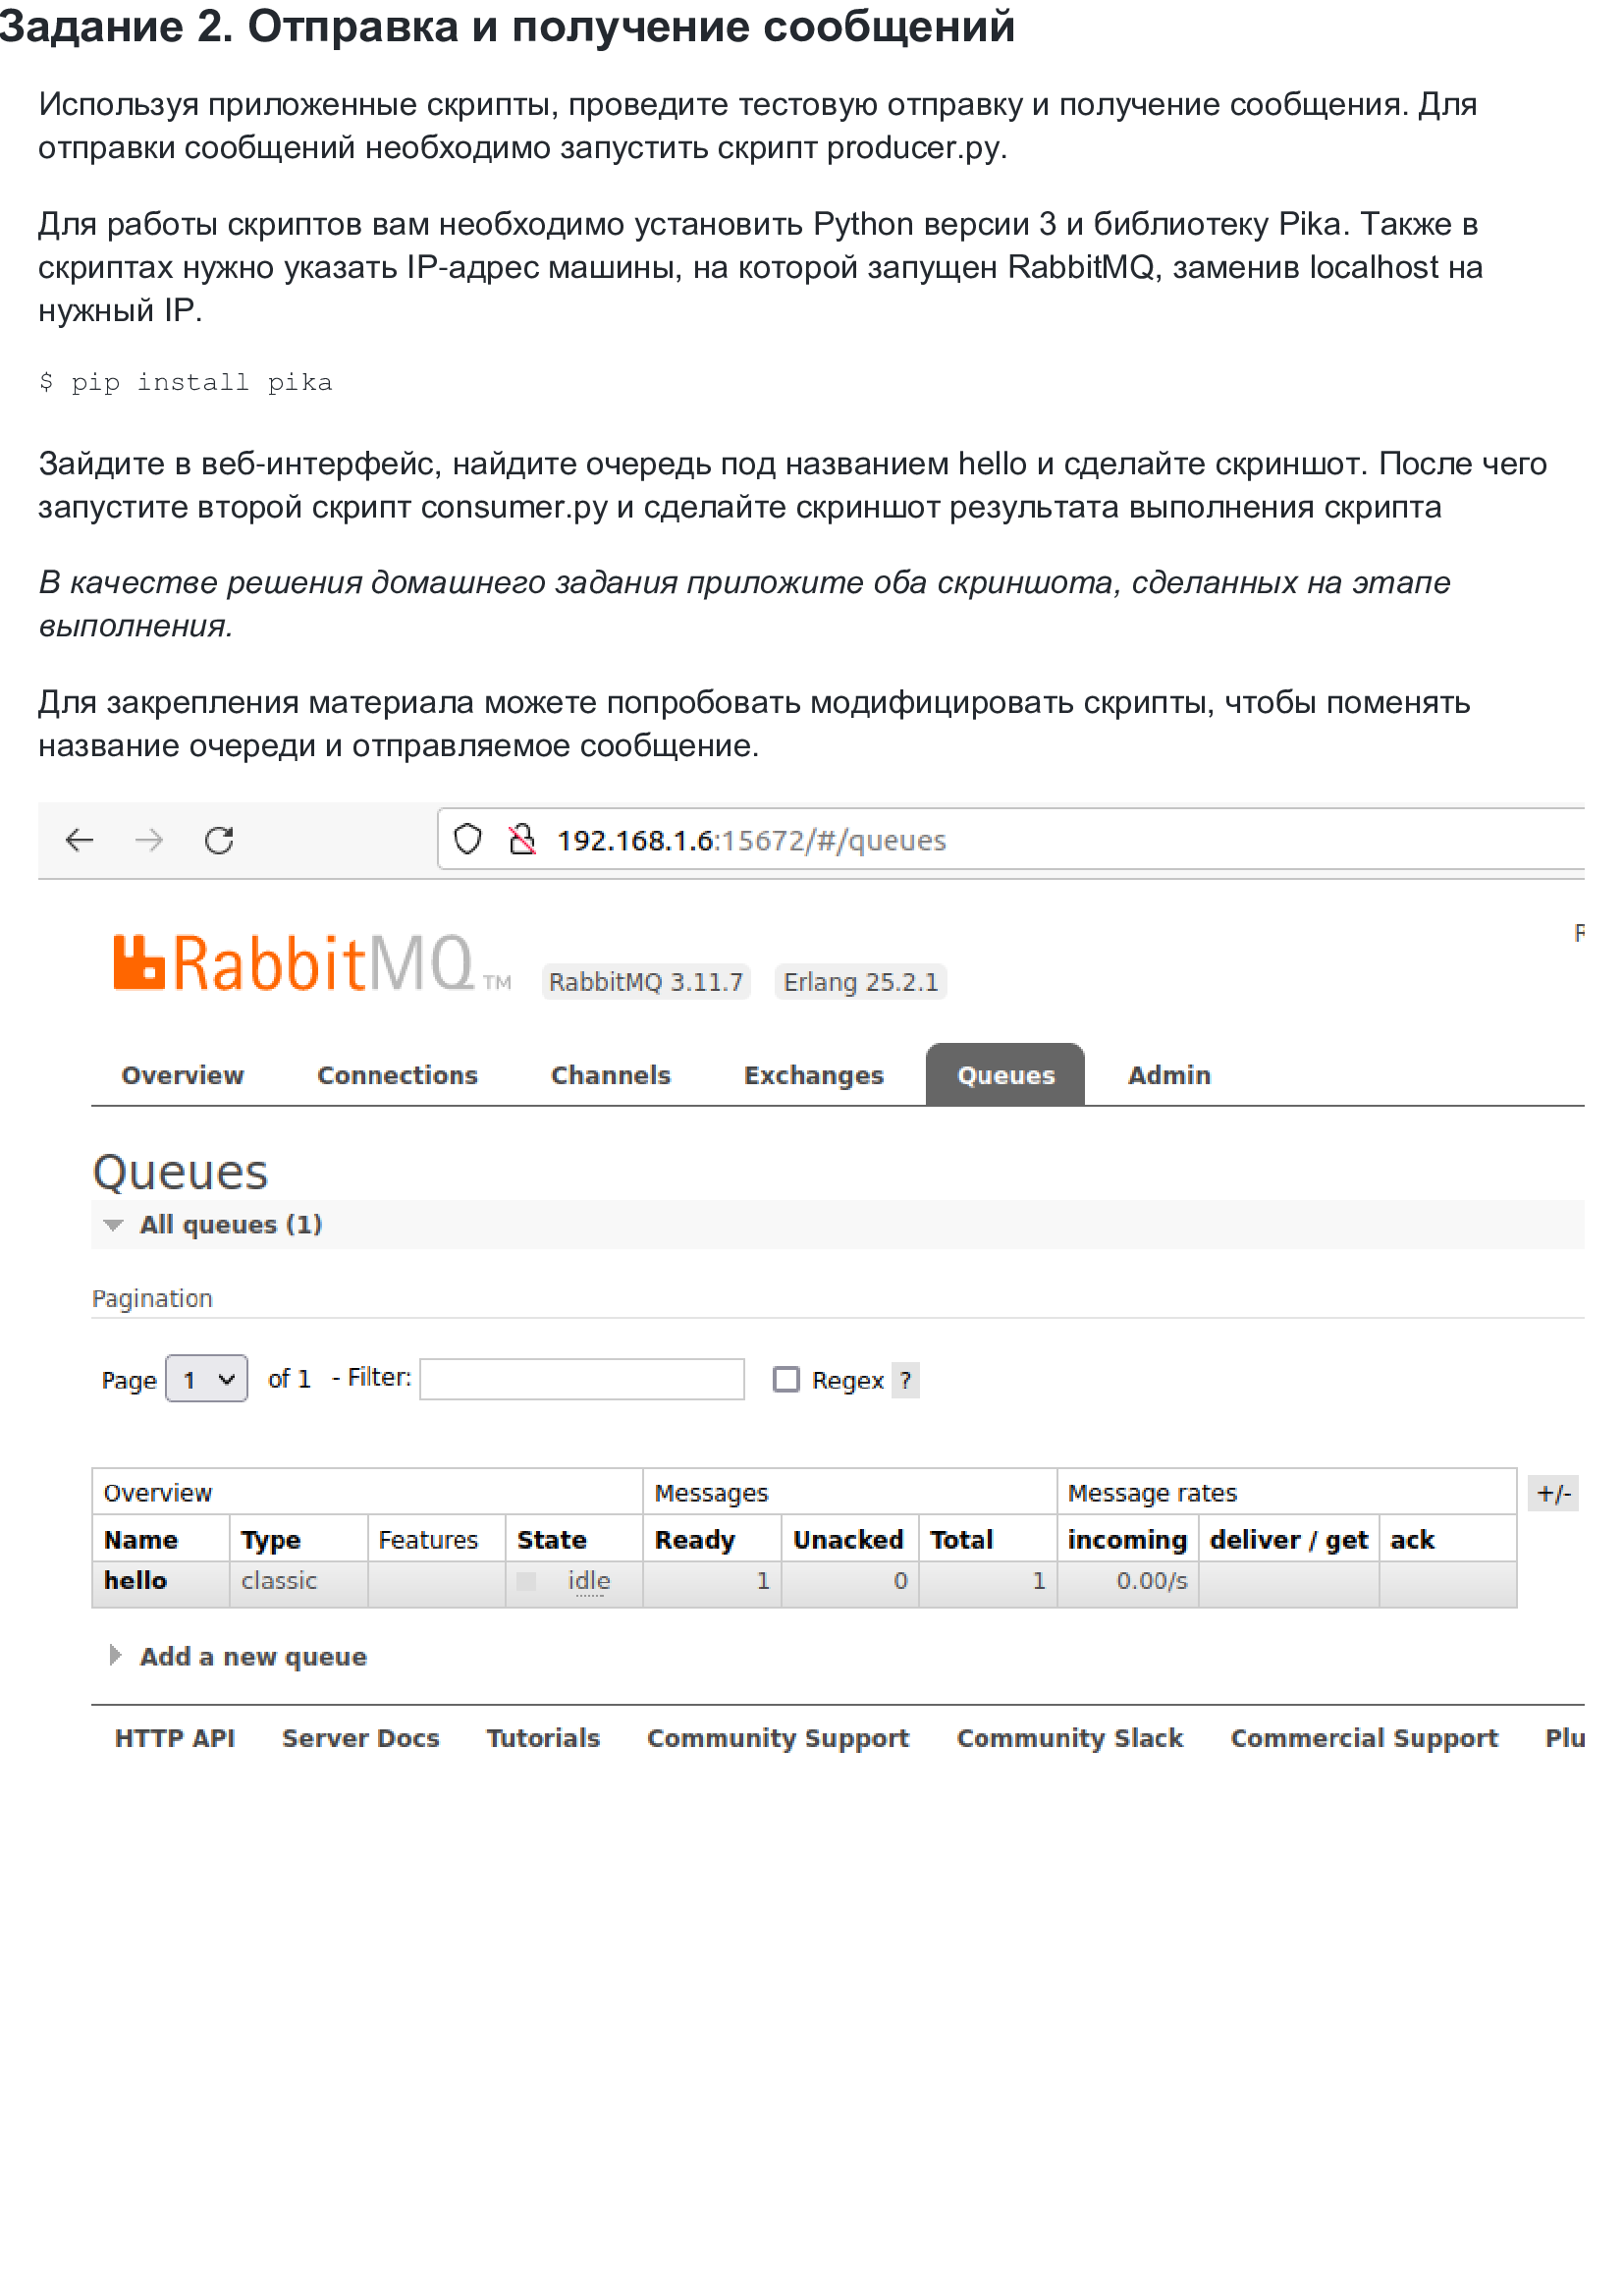 Задание 2. Отправка и получение сообщений
Используя приложенные скрипты, проведите тестовую отправку и получение сообщения. Для
отправки сообщений необходимо запустить скрипт producer.py.
Для работы скриптов вам необходимо установить Python версии 3 и библиотеку Pika. Также в
скриптах нужно указать IP-адрес машины, на которой запущен RabbitMQ, заменив localhost на
нужный IP.
$ pip install pika
Зайдите в веб-интерфейс, найдите очередь под названием hello и сделайте скриншот. После чего
запустите второй скрипт consumer.py и сделайте скриншот результата выполнения скрипта
В качестве решения домашнего задания приложите оба скриншота, сделанных на этапе
выполнения.
Для закрепления материала можете попробовать модифицировать скрипты, чтобы поменять
название очереди и отправляемое сообщение.
192.168.1.6:15672/#/queues
R
RabbitMQ TM RabbitMQ 3.11.7 Erlang 25.2.1
Overview Connections Channels Exchanges Queues Admin
Queues
All queues (1)
Pagination
Page 1 of 1 - Filter: Regex ?
Overview Messages Message rates +/-
Name Type Features State Ready Unacked Total incoming deliver / get ack
hello classic idle 1 0 1 0.00/s
Add a new queue
HTTP API Server Docs Tutorials Community Support Community Slack Commercial Support Plu